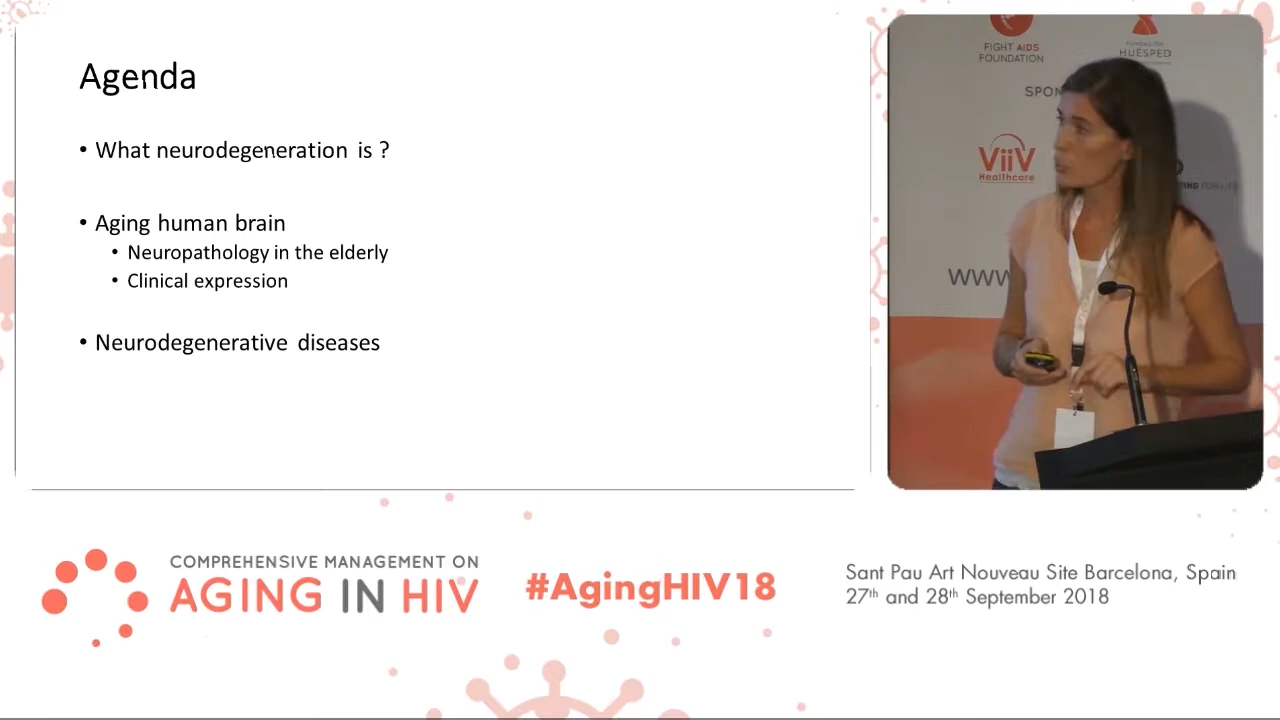 Agenda
• What neurodegeneration is ?
• Aging human brain
• Neuropathology in the elderly
• Clinical expression
• Neurodegenerative diseases
FIGHT AIDS
FOUNDATION
HUÉSPED
SPON
ViiV
Healthcare
www.
COMPREHENSIVE MANAGEMENT ON
AGING IN HIV
#AgingHIV18
Sant Pau Art Nouveau Site Barcelona, Spain
27th and 28th September 2018